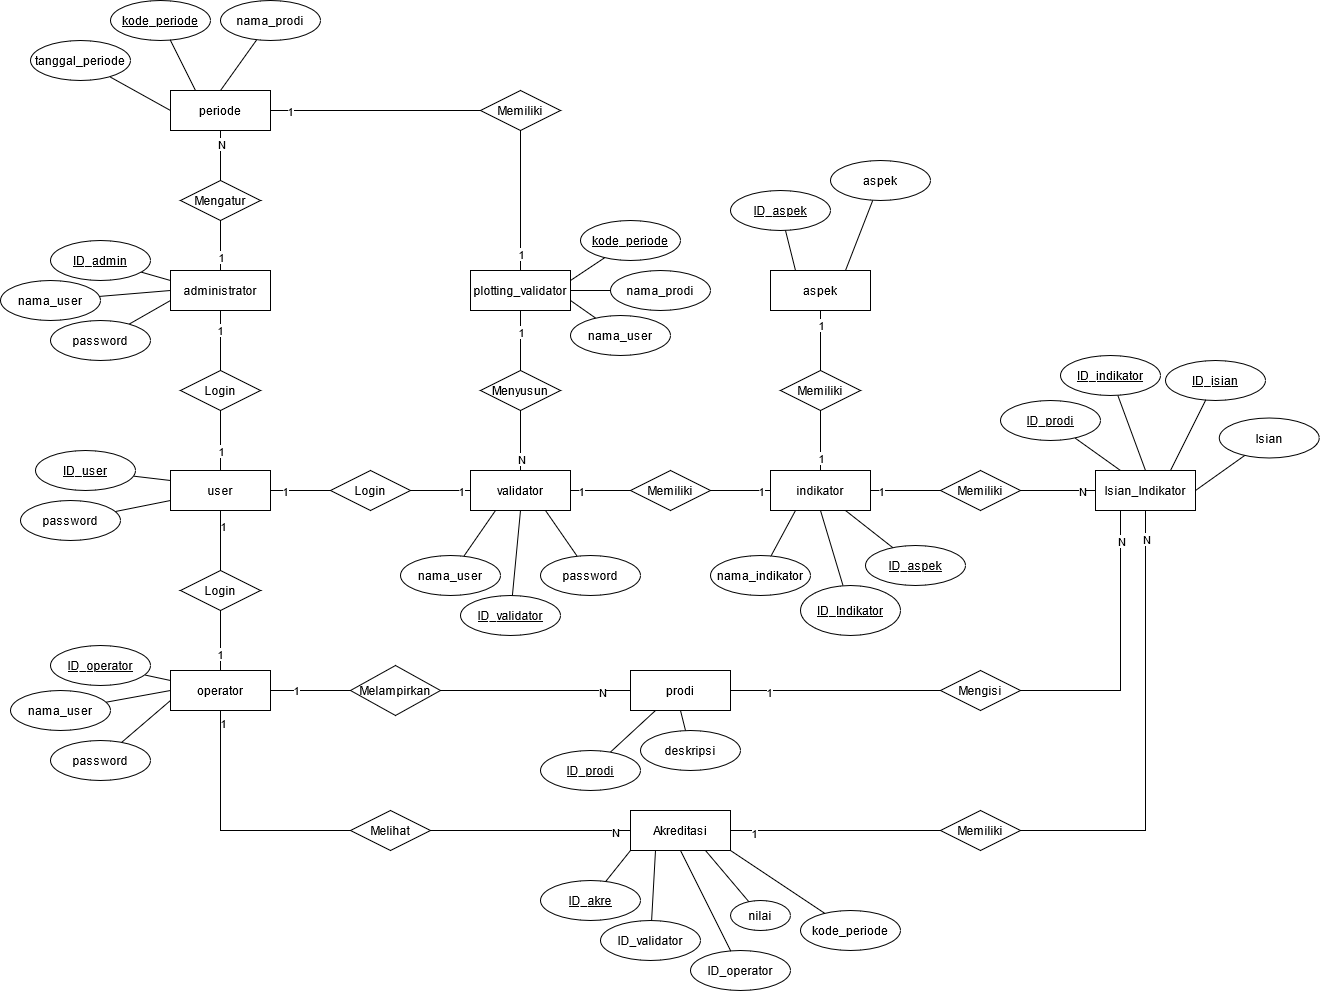 kode_periode
nama_prodi
tanggal_periode
periode
1
Memiliki
N
Mengatur
aspek
ID_aspek
1
1
kode_periode
ID_admin
nama_user
administrator
plotting_validator
nama_prodi
aspek
password
nama_user
1
1
1
Login
Menyusun
Memiliki
ID_indikator
ID_isian
ID_prodi
Isian
1
N
1
ID_user
user
1
Login
1
validator
1
Memiliki
1
indikator
1
Memiliki
N
Isian_Indikator
password
1
N
N
nama_user
password
nama_indikator
ID_aspek
Login
ID_validator
ID_Indikator
1
ID_operator
nama_user
operator
1
Melampirkan
N
prodi
1
Mengisi
password
1
ID_prodi
deskripsi
Melihat
N
Akreditasi
1
Memiliki
ID_akre
nilai
kode_periode
ID_validator
ID_operator